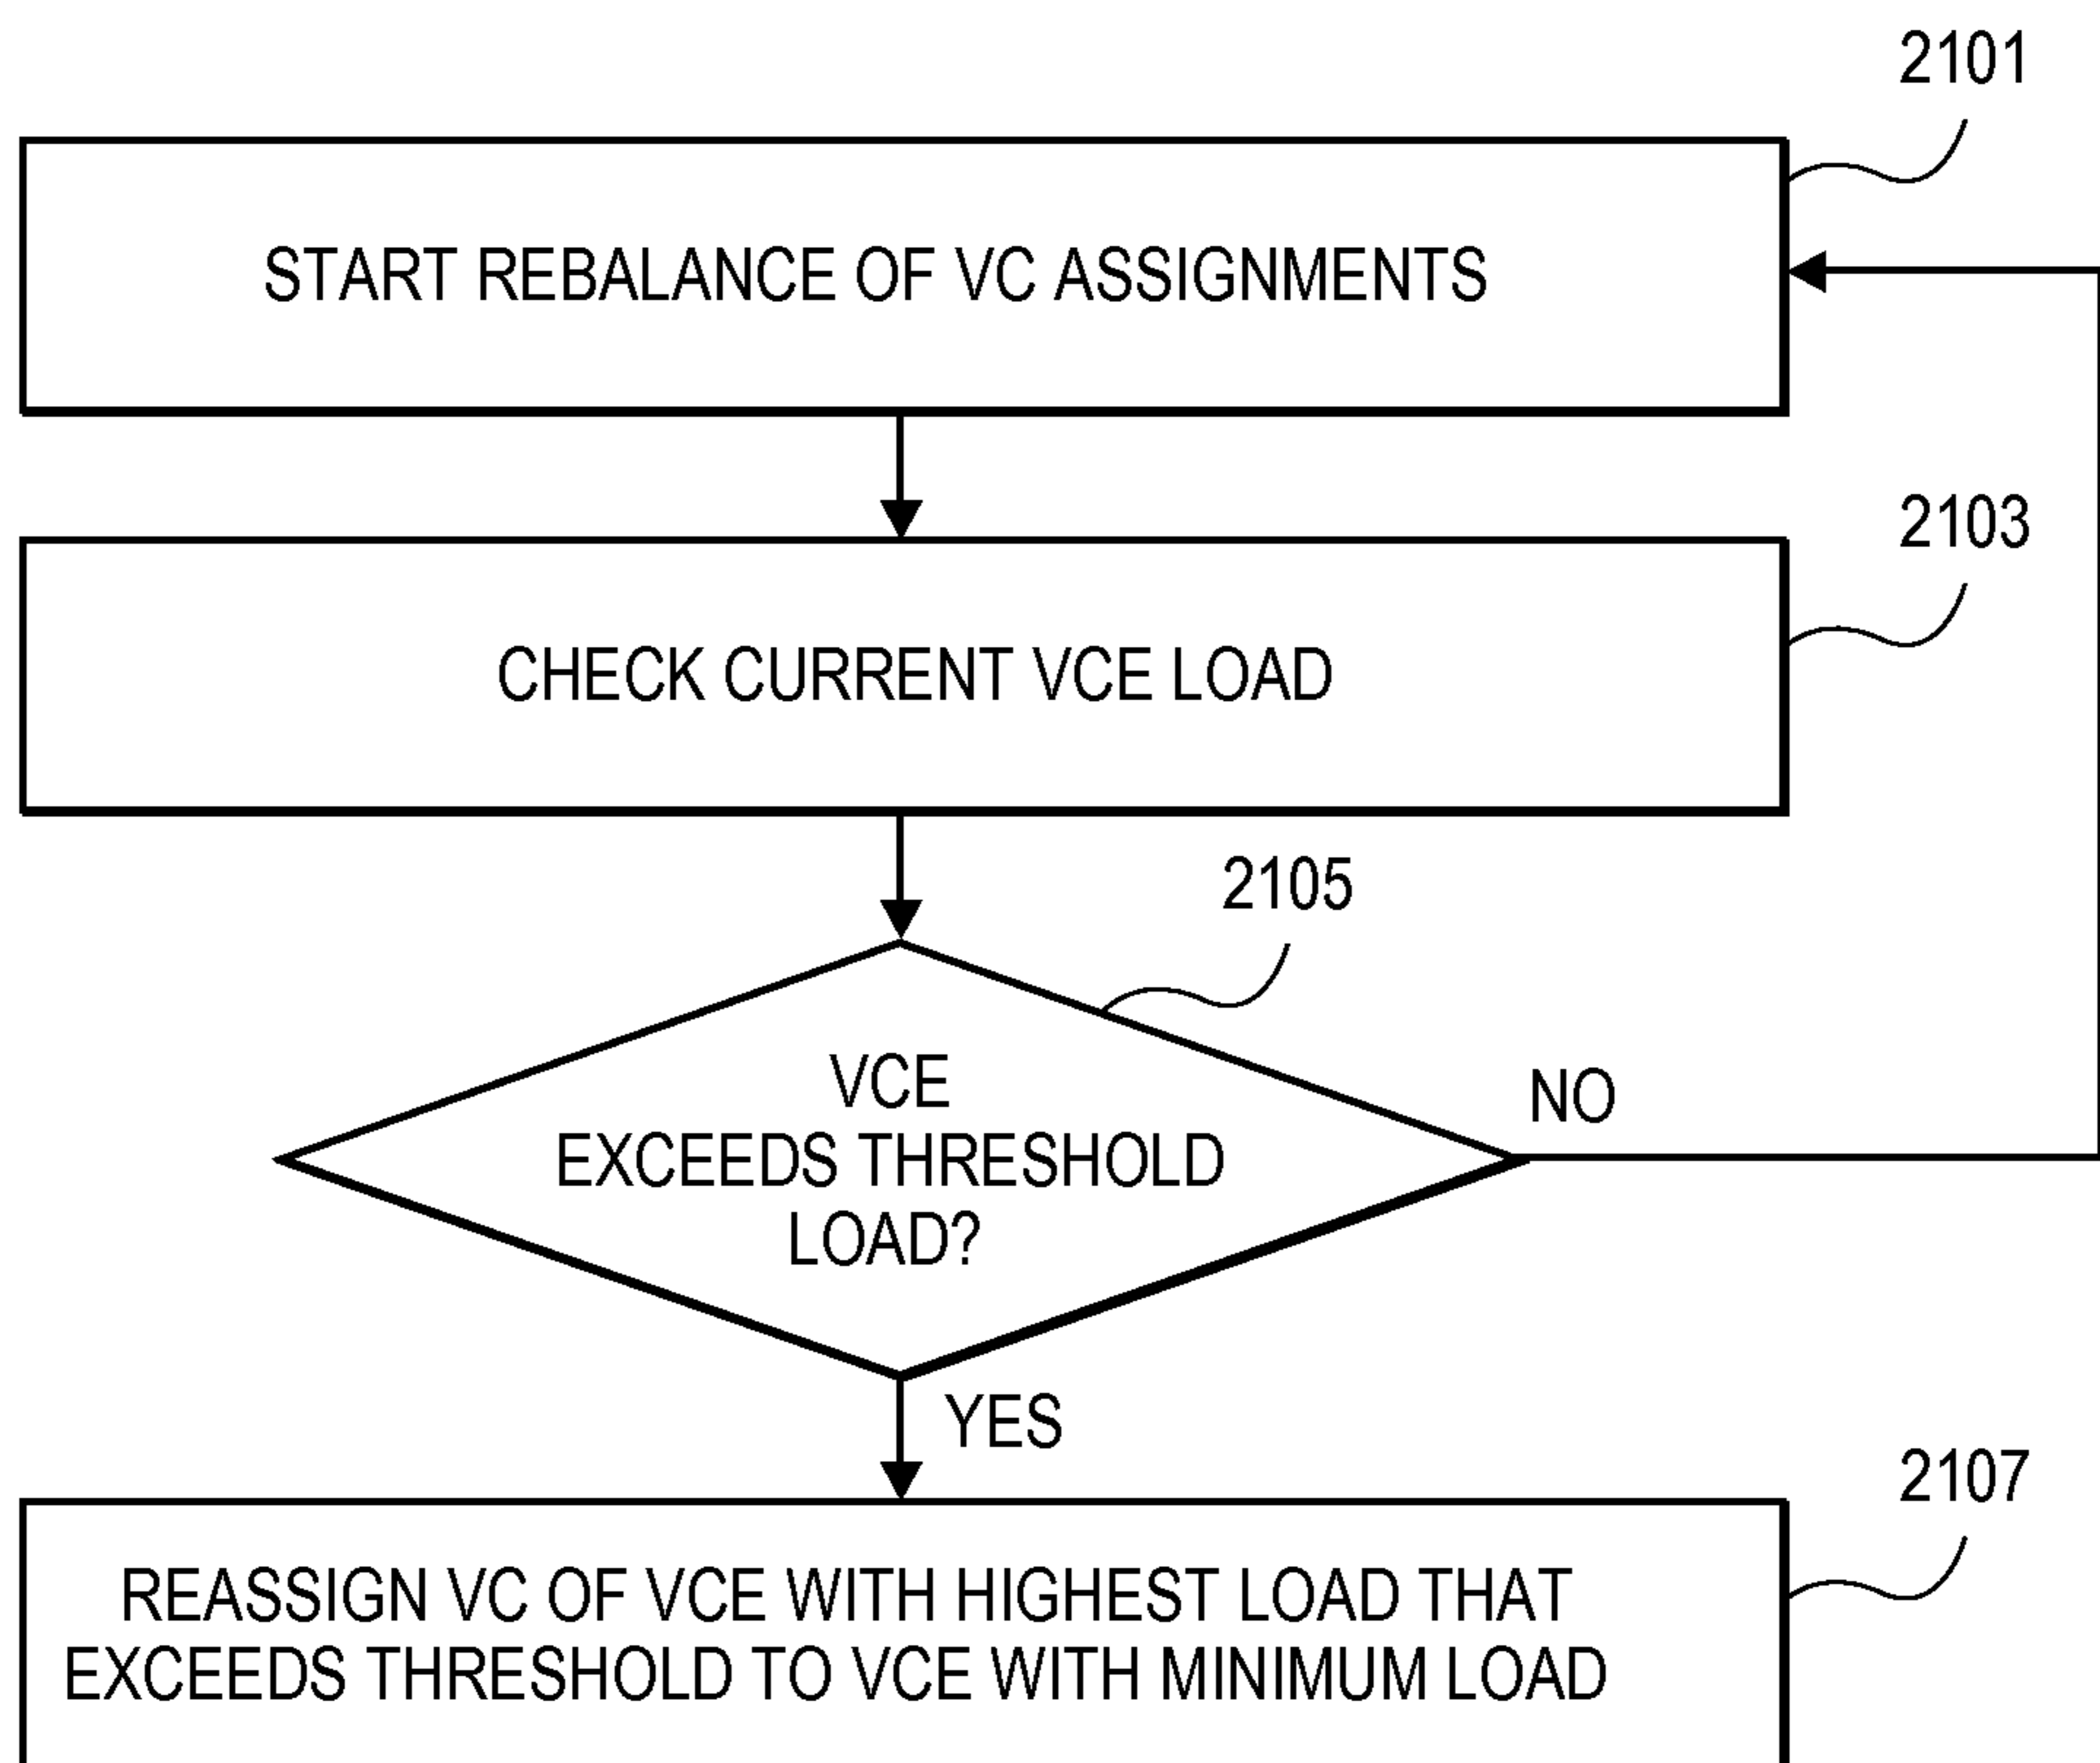 2101
START REBALANCE OF VC ASSIGNMENTS
2103
CHECK CURRENT VCE LOAD
2105
VCE
EXCEEDS THRESHOLD
LOAD?
NO
YES
2107
REASSIGN VC OF VCE WITH HIGHEST LOAD THAT
EXCEEDS THRESHOLD TO VCE WITH MINIMUM LOAD